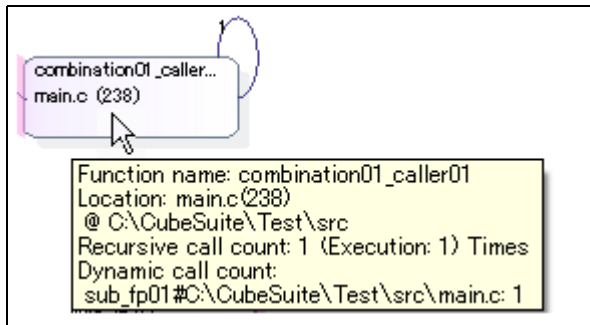 1
combination01_caller...
main.c (238)
Function name: combination01_caller01
Location: main.c(238)
@ C:\CubeSuite\Test\src
Recursive call count: 1 (Execution: 1) Times
Dynamic call count:
sub_fp01#C:\CubeSuite\Test\src\main.c: 1